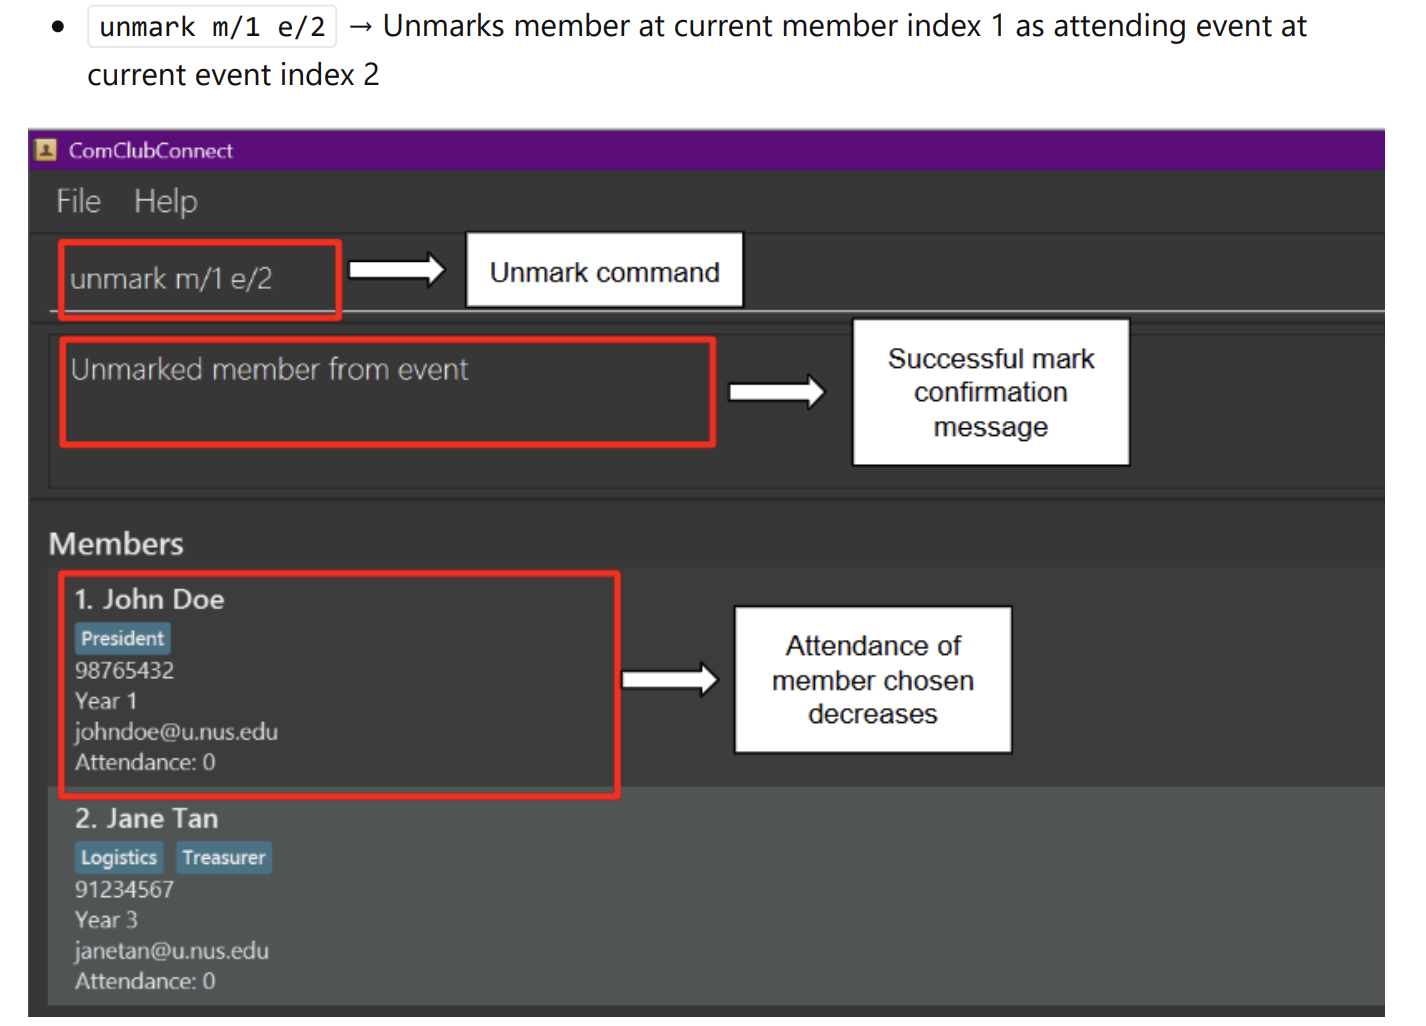 unmark m/1 e/2 → Unmarks member at current member index 1 as attending event at
current event index 2
ComClubConnect
File Help
unmark m/1 e/2
Unmark command
Unmarked member from event
Successful mark
confirmation
message
Members
1. John Doe
President
98765432
Year 1
johndoe@u.nus.edu
Attendance: 0
Attendance of
member chosen
decreases
2. Jane Tan
Logistics Treasurer
91234567
Year 3
janetan@u.nus.edu
Attendance: 0